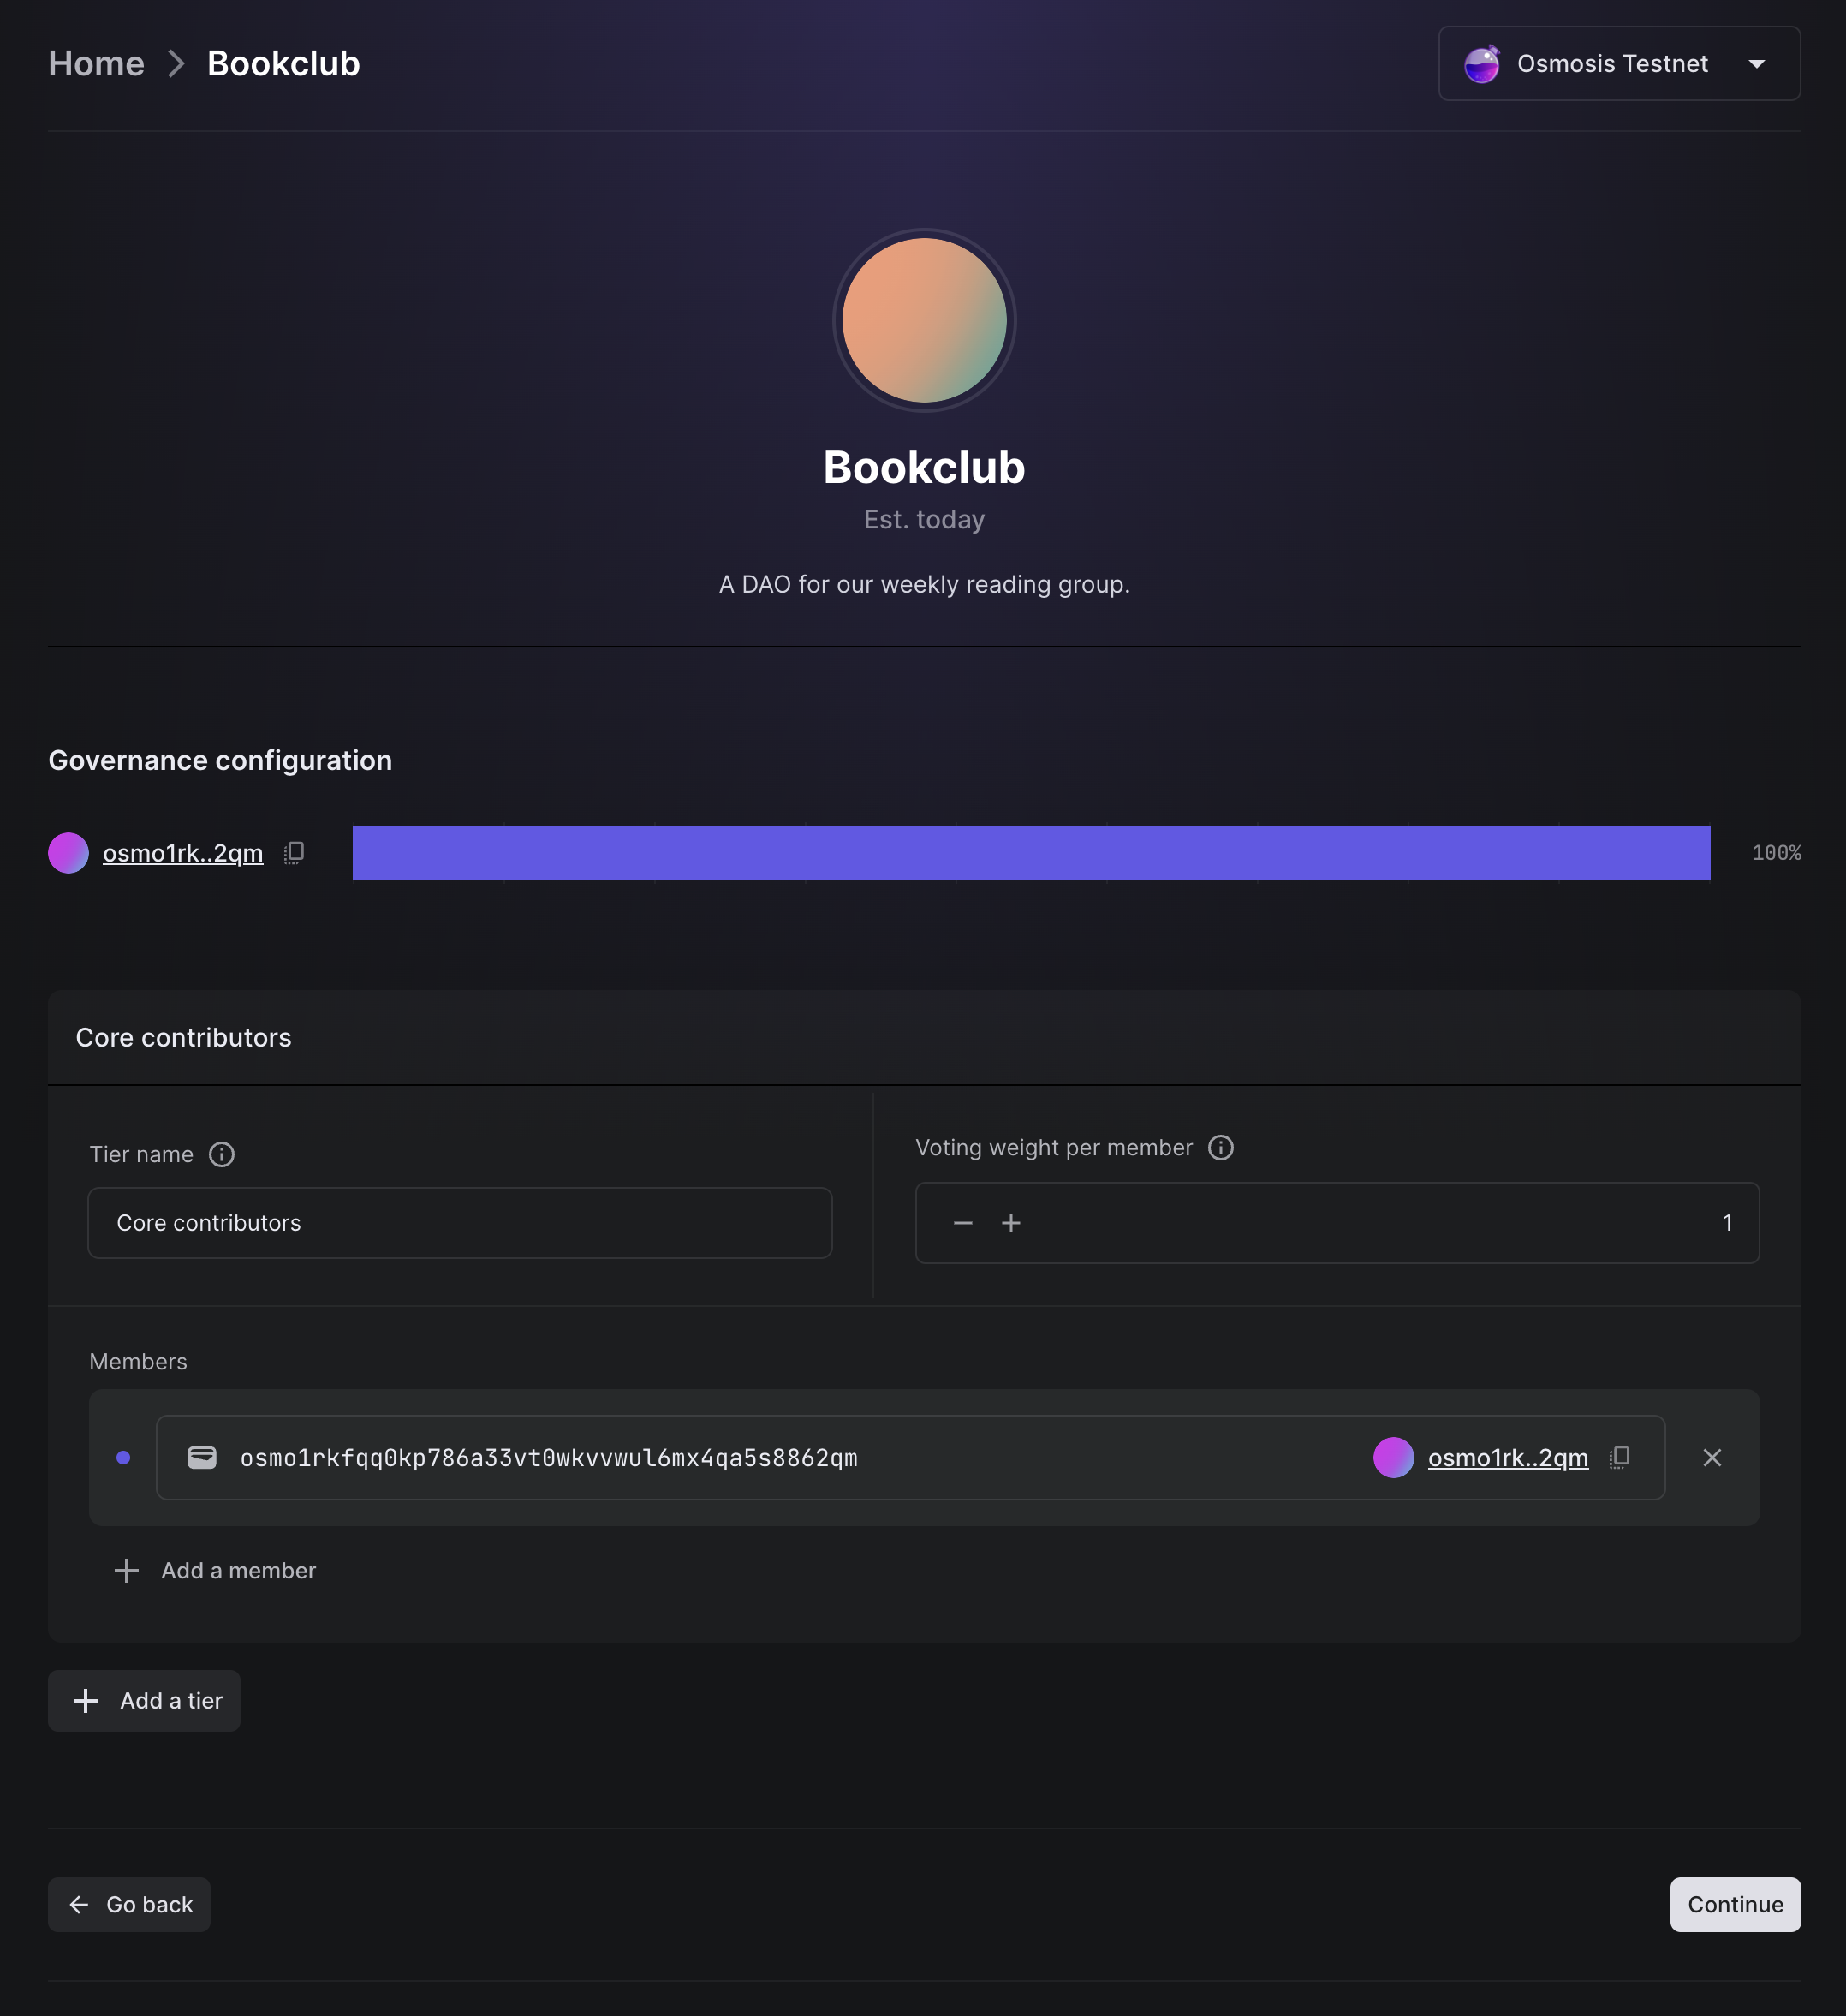 Home > Bookclub
Osmosis Testnet
Bookclub
Est. today
A DAO for our weekly reading group.
Governance configuration
osmo1rk..2qm
100%
Core contributors
Tier name
Voting weight per member
Core contributors
1
Members
osmo1rkfqq0kp786a33vt0wkvvwul6mx4qa5s8862qm
osmo1rk..2qm
Add a member
Add a tier
Go back
Continue